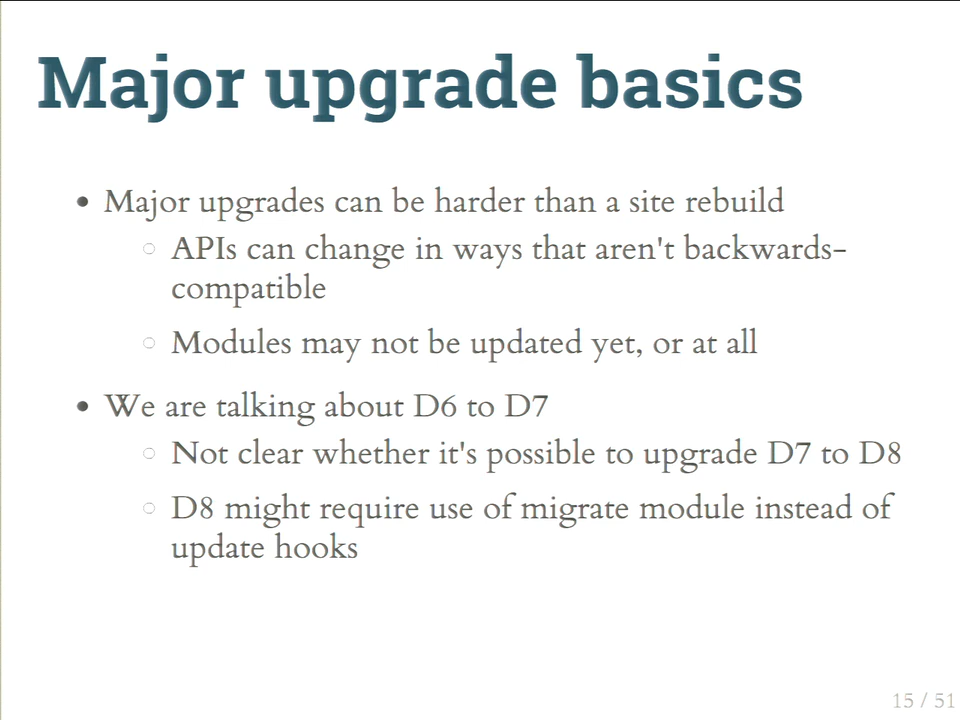 Major upgrade basics
• Major upgrades can be harder than a site rebuild
○ APIs can change in ways that aren't backwards-
compatible
○ Modules may not be updated yet, or at all
• We are talking about D6 to D7
○ Not clear whether it's possible to upgrade D7 to D8
○ D8 might require use of migrate module instead of
update hooks
15 / 51